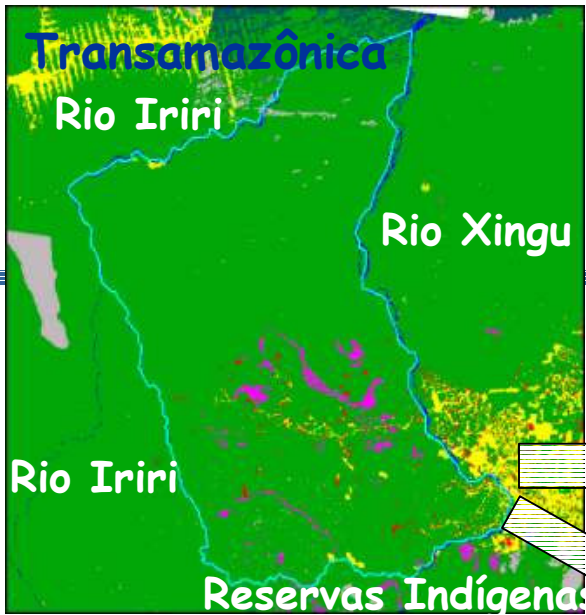 Transamazônica
Rio Iriri
Rio Xingu
Rio Iriri
Reservas Indígenas